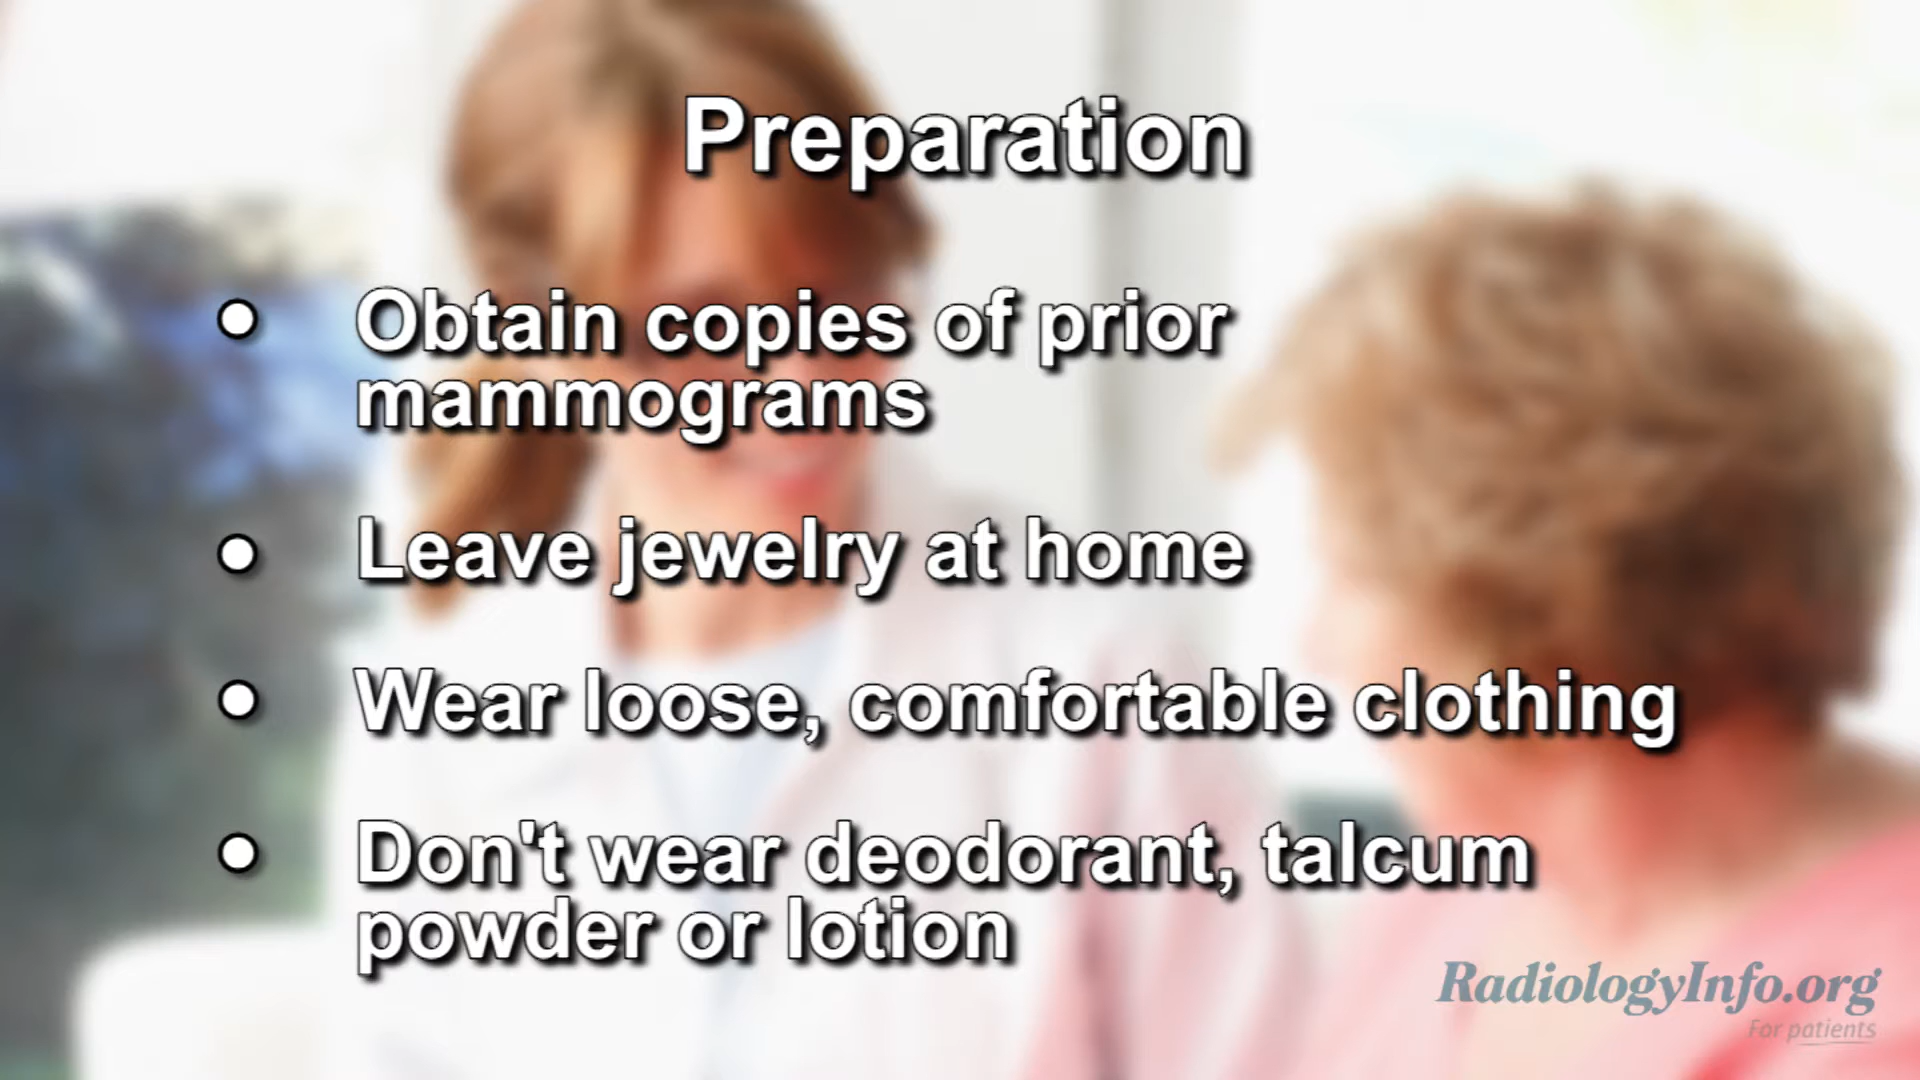 Preparation
• Obtain copies of prior
mammograms
• Leave jewelry at home
• Wear loose, comfortable clothing
• Don't wear deodorant, talcum
powder or lotion
RadiologyInfo.org
For patients